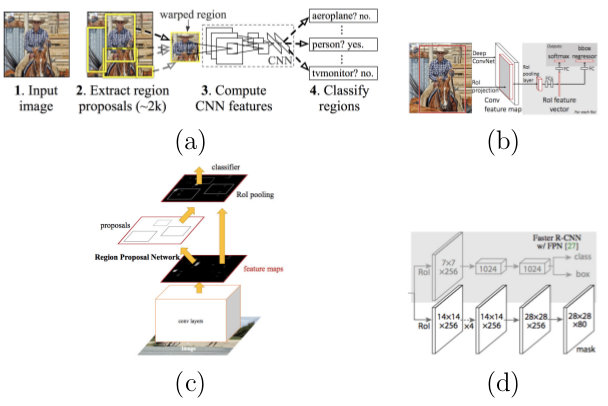 warped region
aeroplane? no.
person? yes.
CNN
tvmonitor? no.
1. Input image
2. Extract region proposals (~2k)
3. Compute CNN features
4. Classify regions
(a)
Deep ConvNet
RoI projection
Conv feature map
RoI pooling layer
FCs
Outputs:
softmax
bbox regressor
FC
FC
RoI feature vector
For each RoI
(b)
classifier
RoI pooling
proposals
Region Proposal Network
feature maps
conv layers
image
(c)
Faster R-CNN
w/ FPN [27]
RoI
7×7
×256
1024
1024
class
box
RoI
14×14
×256
×4
14×14
×256
28×28
×256
28×28
×80
mask
(d)